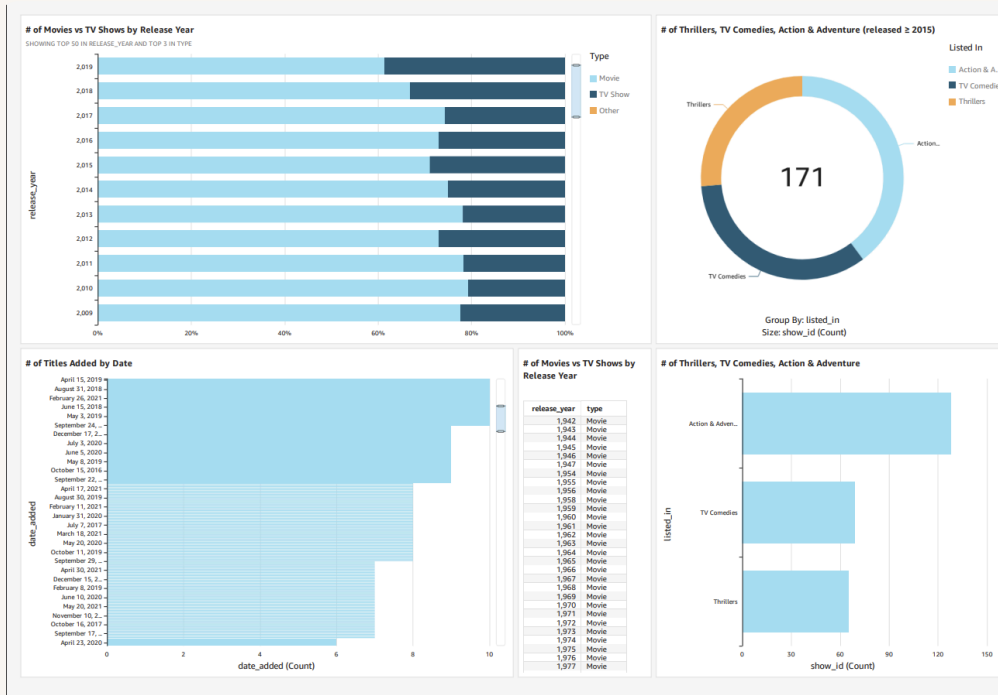 # of Movies vs TV Shows by Release Year
SHOWING TOP 50 IN RELEASE_YEAR AND TOP 3 IN TYPE
release_year
2,019
2,018
2,017
2,016
2,015
2,014
2,013
2,012
2,011
2,010
2,009
0% 20% 40% 60% 80% 100%
Type
Movie
TV Show
Other
# of Thrillers, TV Comedies, Action & Adventure (released ≥ 2015)
Listed In
Action & A..
TV Comedie
Thrillers
Thrillers
Action...
171
TV Comedies
Group By: listed_in
Size: show_id (Count)
# of Titles Added by Date
date_added
April 15, 2019
August 31, 2018
February 26, 2021
June 15, 2018
May 3, 2019
September 24, ...
December 17, 2...
July 3, 2020
June 5, 2020
May 8, 2019
October 15, 2016
September 22, ...
April 17, 2021
August 30, 2019
February 11, 2021
January 31, 2020
July 7, 2017
March 18, 2021
May 20, 2020
October 11, 2019
September 29, ...
April 30, 2021
December 15, 2...
February 8, 2019
June 10, 2020
May 20, 2021
November 10, 2...
October 16, 2017
September 17, ...
April 23, 2020
0 2 4 6 8 10
date_added (Count)
# of Movies vs TV Shows by
Release Year
release_year type
1,942 Movie
1,943 Movie
1,944 Movie
1,945 Movie
1,946 Movie
1,947 Movie
1,954 Movie
1,955 Movie
1,956 Movie
1,958 Movie
1,959 Movie
1,960 Movie
1,961 Movie
1,962 Movie
1,963 Movie
1,964 Movie
1,965 Movie
1,966 Movie
1,967 Movie
1,968 Movie
1,969 Movie
1,970 Movie
1,971 Movie
1,972 Movie
1,973 Movie
1,974 Movie
1,975 Movie
1,976 Movie
1,977 Movie
# of Thrillers, TV Comedies, Action & Adventure
listed_in
Action & Adven...
TV Comedies
Thrillers
0 30 60 90 120 150
show_id (Count)